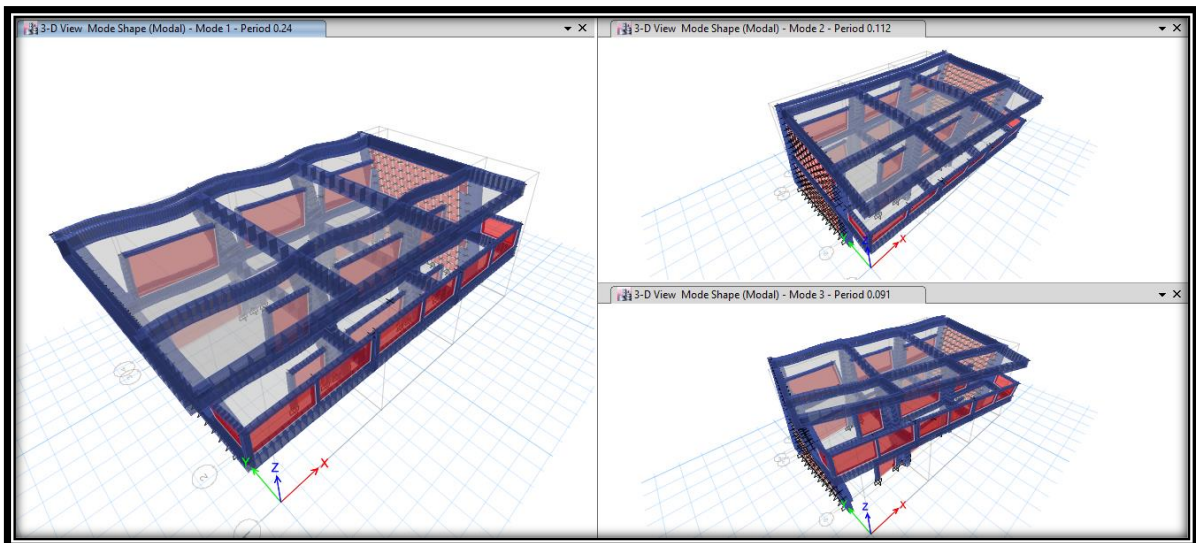 3-D View Mode Shape (Modal) - Mode 1 - Period 0.24
3-D View Mode Shape (Modal) - Mode 2 - Period 0.112
3-D View Mode Shape (Modal) - Mode 3 - Period 0.091
Y Z X
Z X
Z X